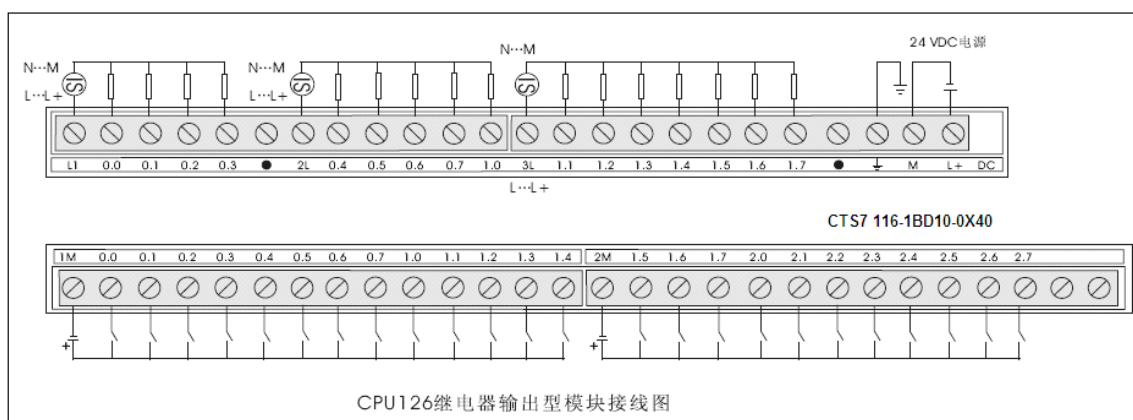 N···M
24 VDC电源
N···M
N···M
L···L+
L···L+
L1 0.0 0.1 0.2 0.3 ● 2L 0.4 0.5 0.6 0.7 1.0 3L 1.1 1.2 1.3 1.4 1.5 1.6 1.7 ● M L+ DC
L···L+
CTS7 116-1BD10-0X40
1M 0.0 0.1 0.2 0.3 0.4 0.5 0.6 0.7 1.0 1.1 1.2 1.3 1.4 2M 1.5 1.6 1.7 2.0 2.1 2.2 2.3 2.4 2.5 2.6 2.7
+ +
CPU126继电器输出型模块接线图